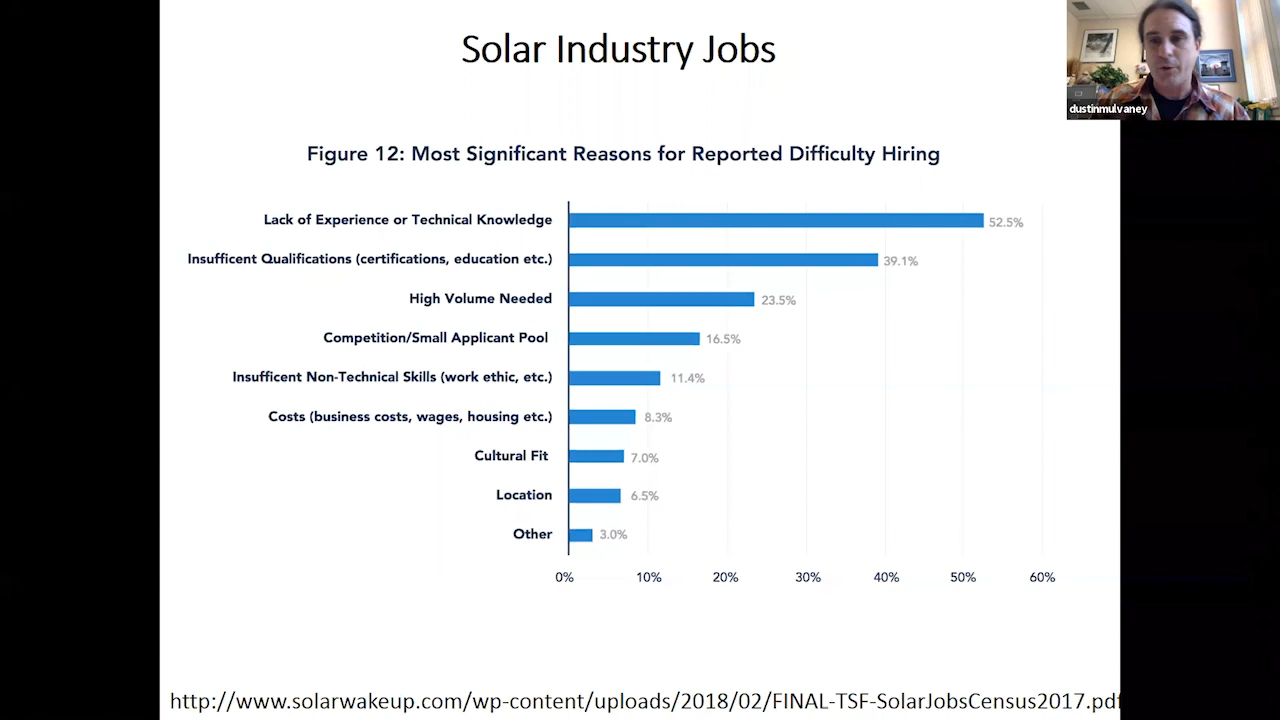 Solar Industry Jobs
dustinmulvaney
Figure 12: Most Significant Reasons for Reported Difficulty Hiring
Lack of Experience or Technical Knowledge 52.5%
Insufficent Qualifications (certifications, education etc.) 39.1%
High Volume Needed 23.5%
Competition/Small Applicant Pool 16.5%
Insufficent Non-Technical Skills (work ethic, etc.) 11.4%
Costs (business costs, wages, housing etc.) 8.3%
Cultural Fit 7.0%
Location 6.5%
Other 3.0%
0% 10% 20% 30% 40% 50% 60%
http://www.solarwakeup.com/wp-content/uploads/2018/02/FINAL-TSF-SolarJobsCensus2017.pdf